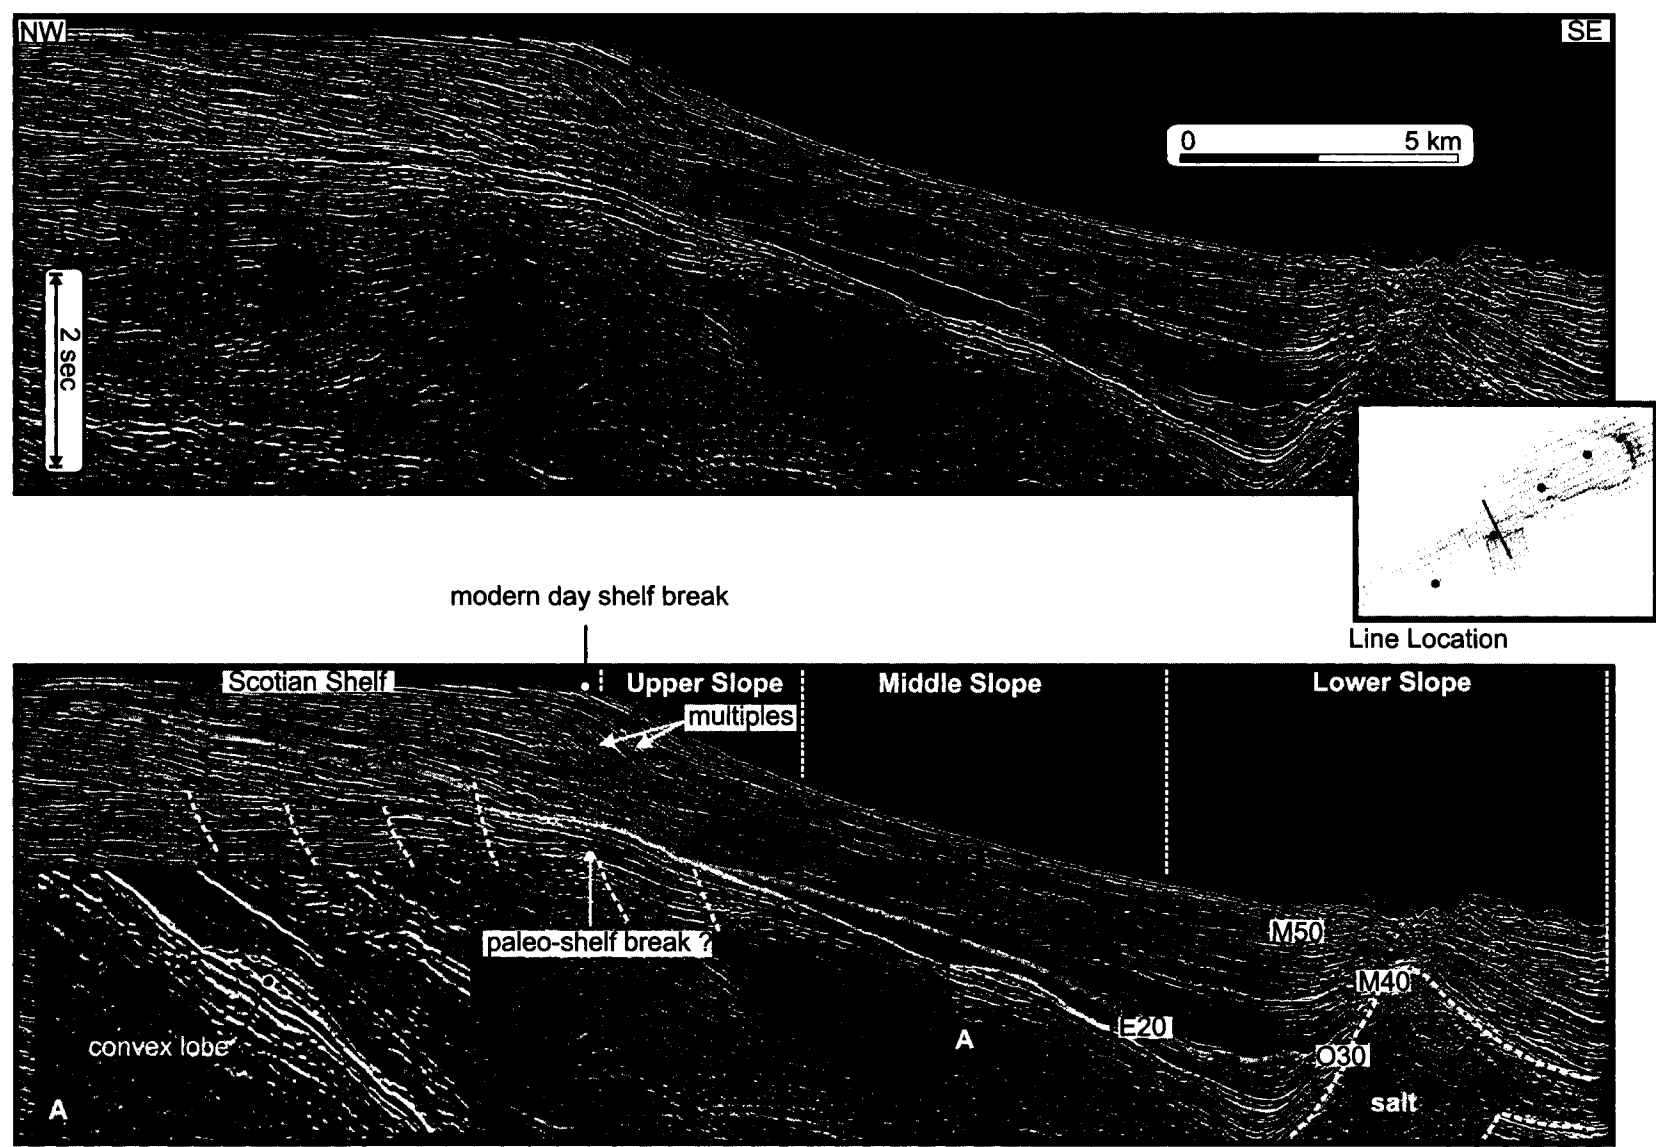 NW
SE
0 5 km
2 sec
Line Location
modern day shelf break
Scotian Shelf
Upper Slope
Middle Slope
Lower Slope
multiples
paleo-shelf break ?
M50
M40
E20
A
O30
convex lobe
salt
A